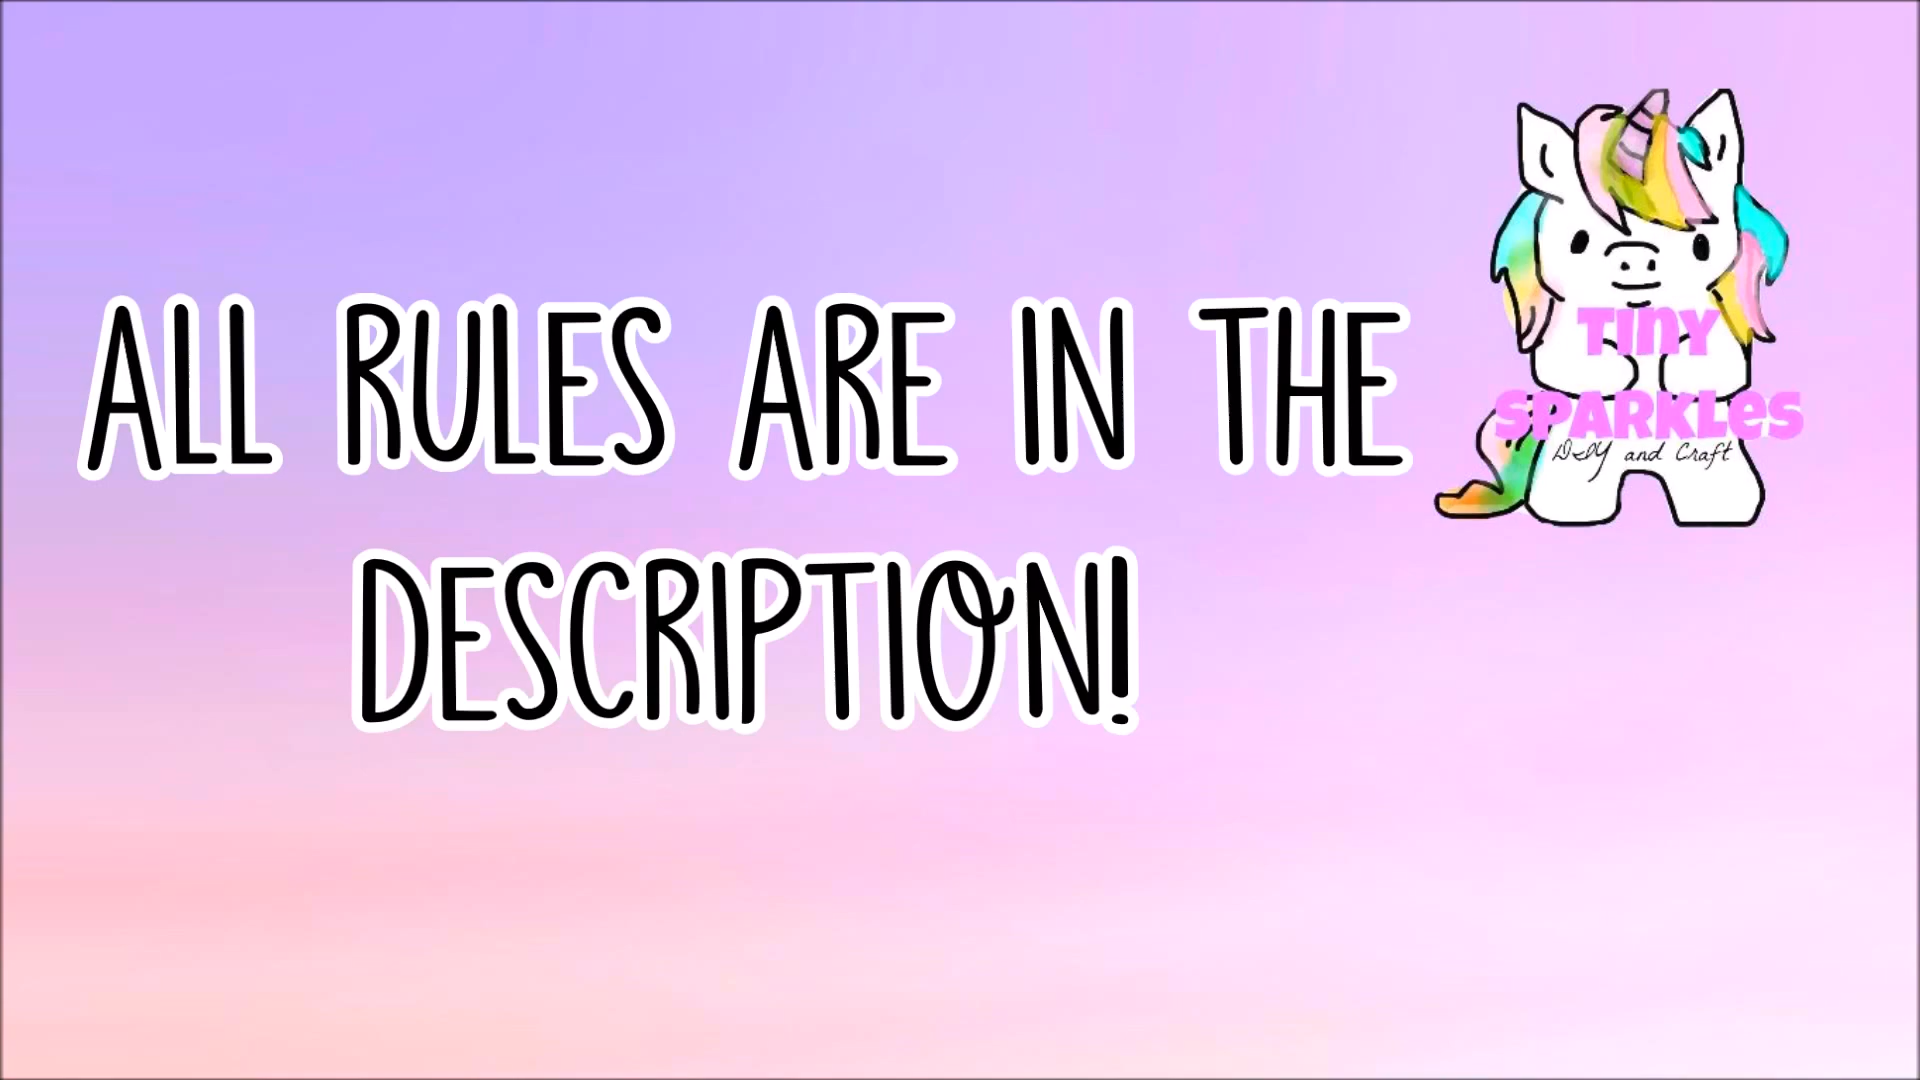 ALL RULES ARE IN THE
DESCRIPTION!
Tiny
SPARKLes
DIY and Craft